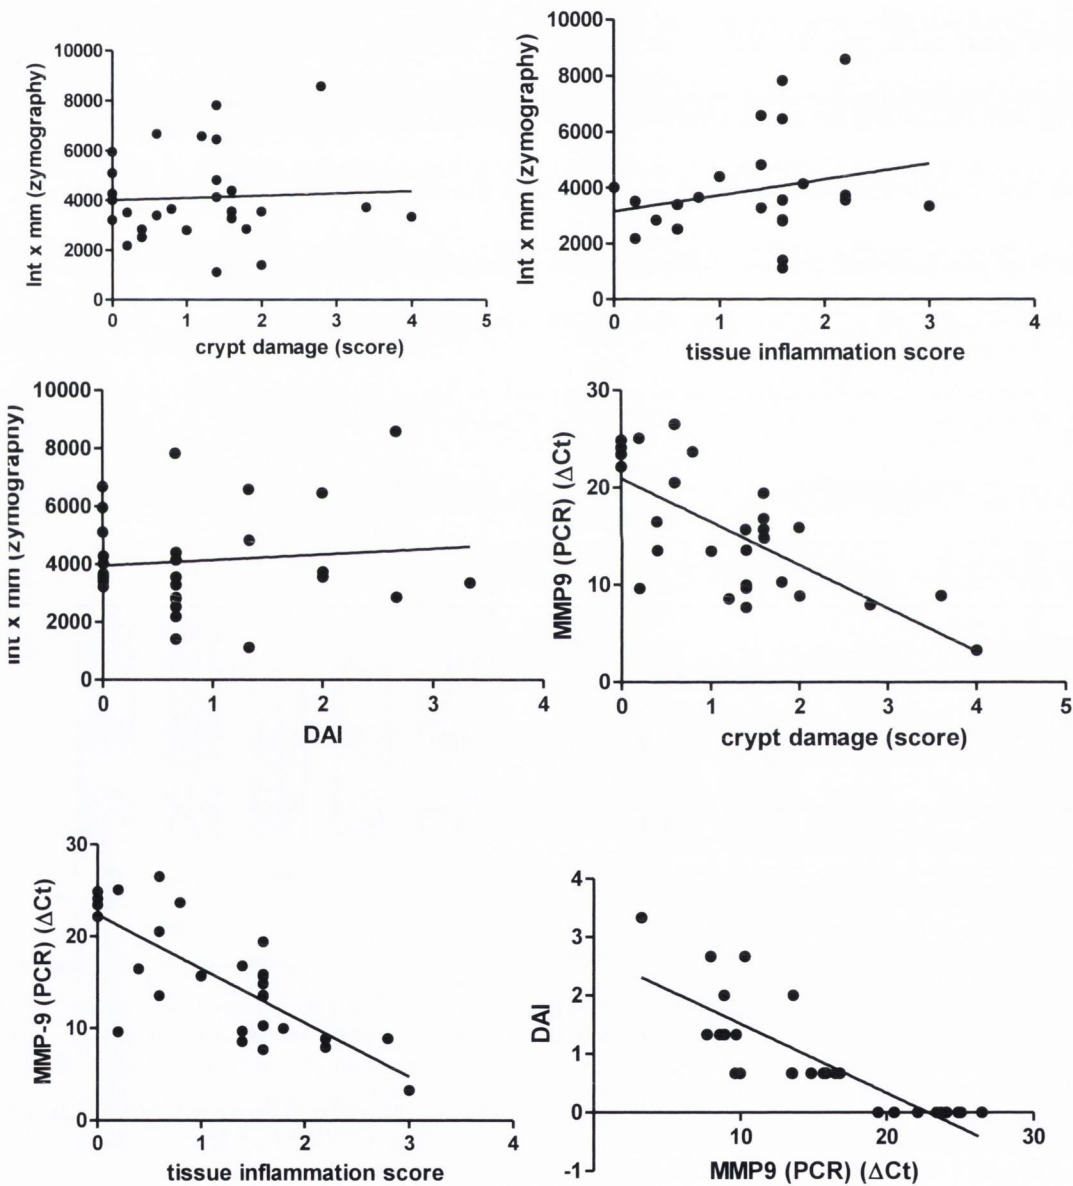 10000
8000
6000
4000
2000
0
Int x mm (zymography)
0 1 2 3 4 5
crypt damage (score)
10000
8000
6000
4000
2000
0
Int x mm (zymography)
0 1 2 3 4
tissue inflammation score
10000
8000
6000
4000
2000
0
Int x mm (zymography)
0 1 2 3 4
DAI
30
20
10
0
MMP9 (PCR) (ΔCt)
0 1 2 3 4 5
crypt damage (score)
30
20
10
0
MMP-9 (PCR) (ΔCt)
0 1 2 3 4
tissue inflammation score
4
3
2
1
0
-1
DAI
10 20 30
MMP9 (PCR) (ΔCt)